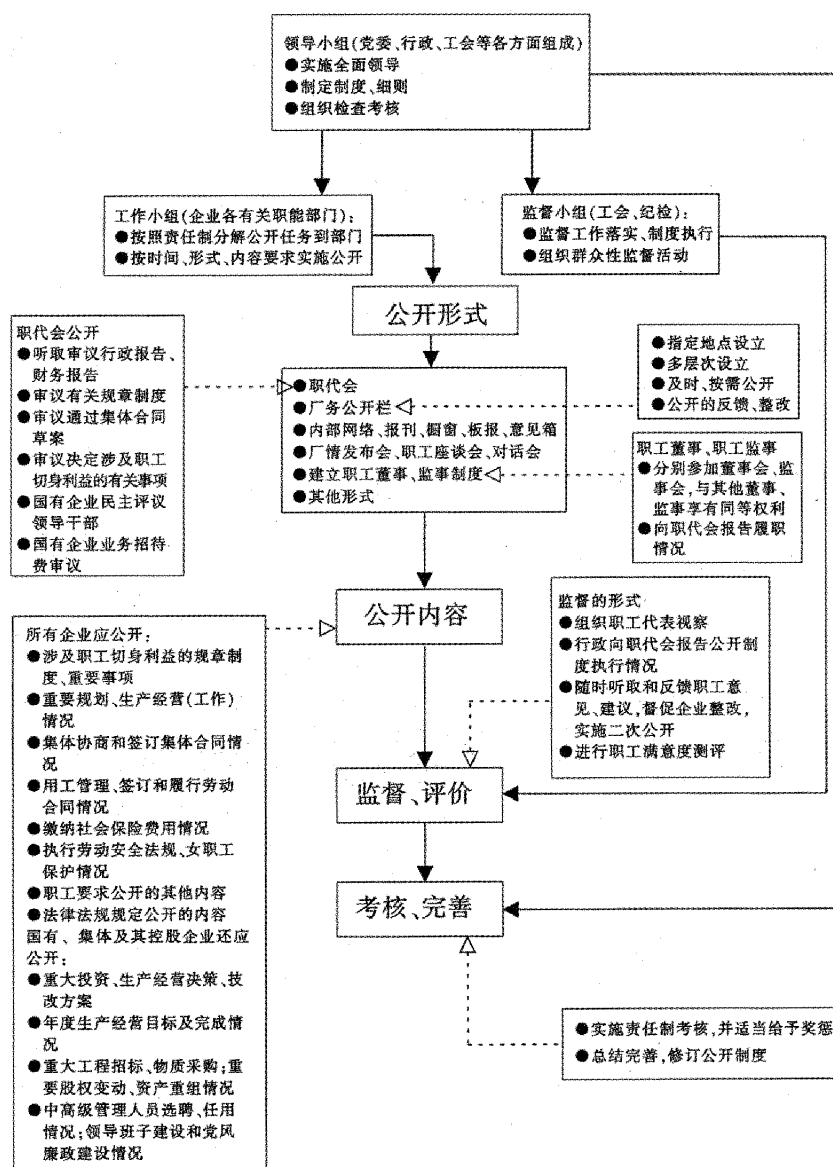 领导小组(党委、行政、工会等各方面组成)
●实施全面领导
●制定制度、细则
●组织检查考核
工作小组(企业各有关职能部门):
●按照责任制分解公开任务到部门
●按时间、形式、内容要求实施公开
监督小组(工会、纪检):
●监督工作落实、制度执行
●组织群众性监督活动
公开形式
职代会公开
●听取审议行政报告、
财务报告
●审议有关规章制度
●审议通过集体合同
草案
●审议决定涉及职工
切身利益的有关事项
●国有企业民主评议
领导干部
●国有企业业务招待
费审议
●职代会
●厂务公开栏
●内部网络、报刊、橱窗、板报、意见箱
●厂情发布会、职工座谈会、对话会
●建立职工董事、监事制度
●其他形式
●指定地点设立
●多层次设立
●及时、按需公开
●公开的反馈、整改
职工董事、职工监事
●分别参加董事会、监
事会,与其他董事、
监事享有同等权利
●向职代会报告履职
情况
公开内容
所有企业应公开:
●涉及职工切身利益的规章制
度、重要事项
●重要规划、生产经营(工作)
情况
●集体协商和签订集体合同情
况
●用工管理、签订和履行劳动
合同情况
●缴纳社会保险费用情况
●执行劳动安全法规、女职工
保护情况
●职工要求公开的其他内容
●法律法规规定公开的内容
国有、集体及其控股企业还应
公开:
●重大投资、生产经营决策、技
改方案
●年度生产经营目标及完成情
况
●重大工程招标、物质采购;重
要股权变动、资产重组情况
●中高级管理人员选聘、任用
情况;领导班子建设和党风
廉政建设情况
监督的形式
●组织职工代表视察
●行政向职代会报告公开制
度执行情况
●随时听取和反馈职工意
见、建议,督促企业整改,
实施二次公开
●进行职工满意度测评
监督、评价
考核、完善
●实施责任制考核,并适当给予奖惩
●总结完善,修订公开制度